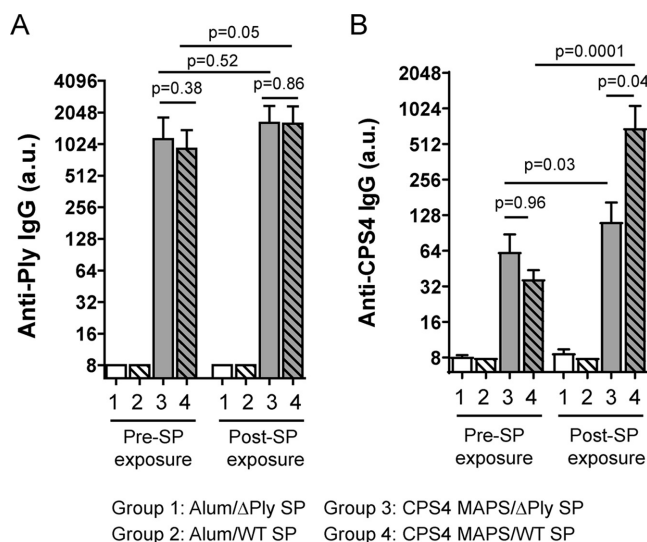 A
p=0.05
p=0.52
p=0.38
p=0.86
Anti-Ply IgG (a.u.)
4096
2048
1024
512
256
128
64
32
16
8
1 2 3 4 1 2 3 4
Pre-SP exposure
Post-SP exposure
B
p=0.0001
p=0.04
p=0.03
p=0.96
Anti-CPS4 IgG (a.u.)
2048
1024
512
256
128
64
32
16
8
1 2 3 4 1 2 3 4
Pre-SP exposure
Post-SP exposure
Group 1: Alum/ΔPly SP
Group 3: CPS4 MAPS/ΔPly SP
Group 2: Alum/WT SP
Group 4: CPS4 MAPS/WT SP